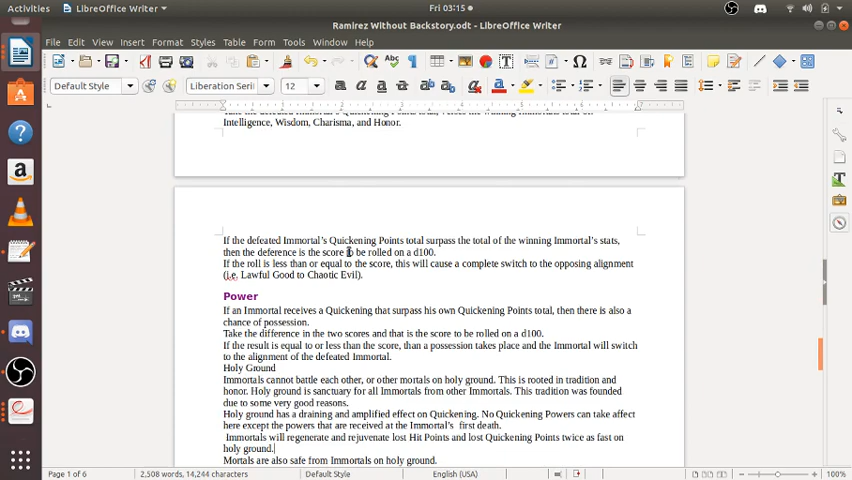 Activities
LibreOffice Writer
Fri 03:15
Ramirez Without Backstory.odt - LibreOffice Writer
File Edit View Insert Format Styles Table Form Tools Window Help
Default Style
Liberation Seri
12
Intelligence, Wisdom, Charisma, and Honor.
If the defeated Immortal's Quickening Points total surpass the total of the winning Immortal's stats,
then the deference is the score to be rolled on a d100.
If the roll is less than or equal to the score, this will cause a complete switch to the opposing alignment
(i.e. Lawful Good to Chaotic Evil).
Power
If an Immortal receives a Quickening that surpass his own Quickening Points total, then there is also a
chance of possession.
Take the difference in the two scores and that is the score to be rolled on a d100.
If the result is equal to or less than the score, than a possession takes place and the Immortal will switch
to the alignment of the defeated Immortal.
Holy Ground
Immortals cannot battle each other, or other mortals on holy ground. This is rooted in tradition and
honor. Holy ground is sanctuary for all Immortals from other Immortals. This tradition was founded
due to some very good reasons.
Holy ground has a draining and amplified effect on Quickening. No Quickening Powers can take affect
here except the powers that are received at the Immortal's first death.
Immortals will regenerate and rejuvenate lost Hit Points and lost Quickening Points twice as fast on
holy ground.
Mortals are also safe from Immortals on holy ground.
Page 1 of 6
2,508 words, 14,244 characters
Default Style
English (USA)
100%